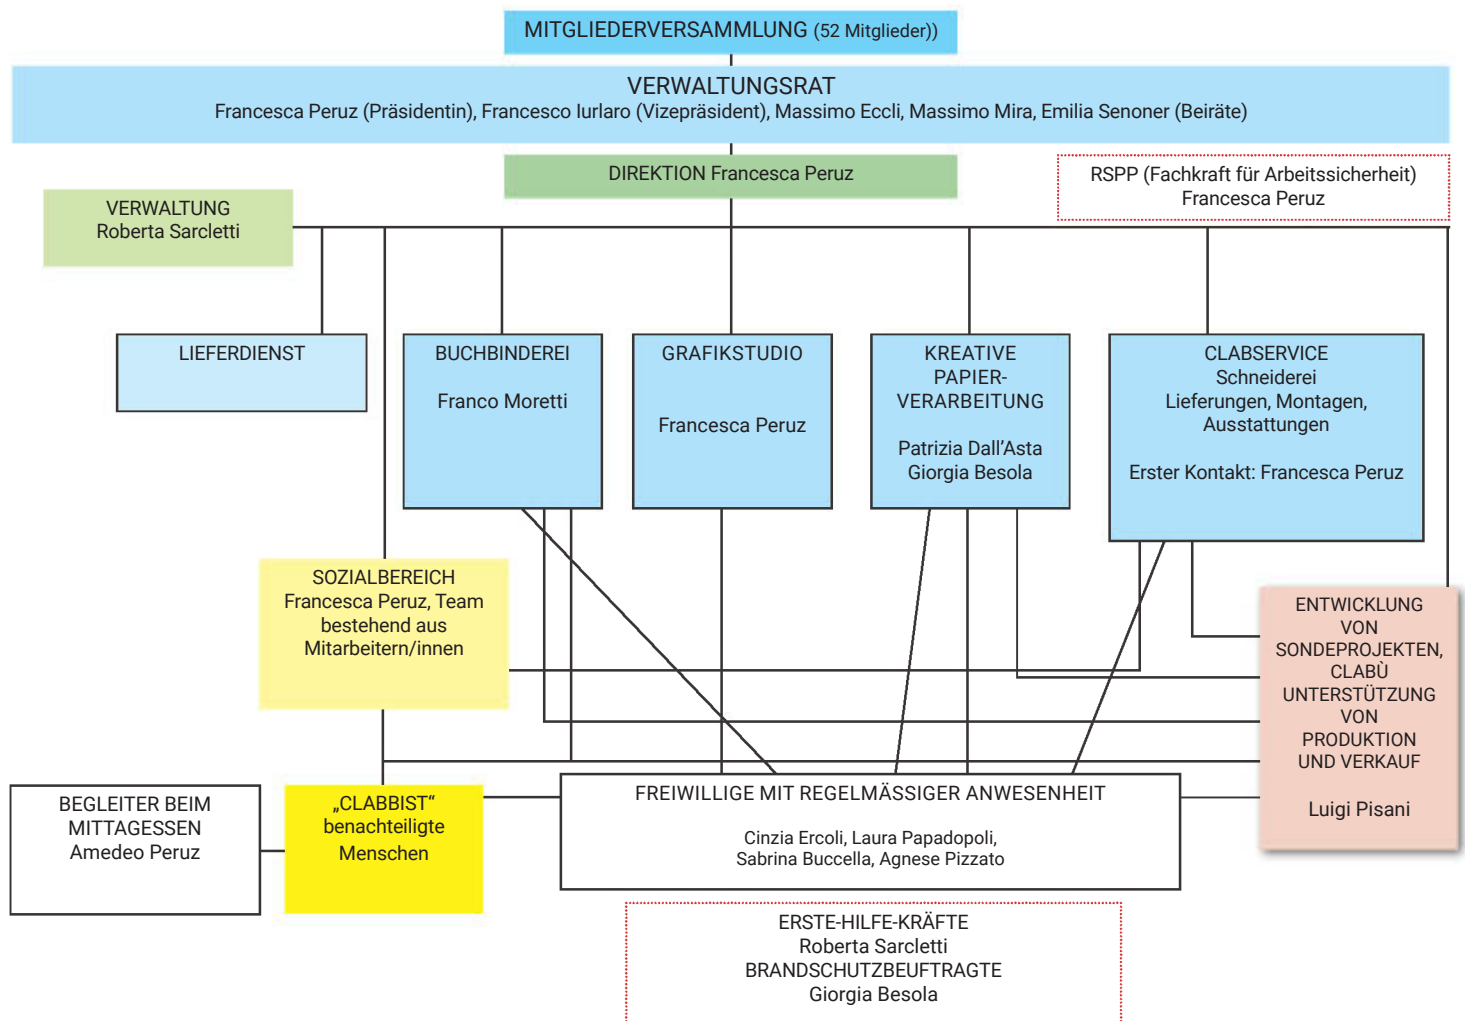 MITGLIEDERVERSAMMLUNG (52 Mitglieder))
VERWALTUNGSRAT
Francesca Peruz (Präsidentin), Francesco Iurlaro (Vizepräsident), Massimo Eccli, Massimo Mira, Emilia Senoner (Beiräte)
DIREKTION Francesca Peruz
RSPP (Fachkraft für Arbeitssicherheit)
Francesca Peruz
VERWALTUNG
Roberta Sarcletti
LIEFERDIENST
BUCHBINDEREI
Franco Moretti
GRAFIKSTUDIO
Francesca Peruz
KREATIVE
PAPIER-
VERARBEITUNG
Patrizia Dall'Asta
Giorgia Besola
CLABSERVICE
Schneiderei
Lieferungen, Montagen,
Ausstattungen
Erster Kontakt: Francesca Peruz
SOZIALBEREICH
Francesca Peruz, Team
bestehend aus
Mitarbeitern/innen
ENTWICKLUNG
VON
SONDEPROJEKTEN,
CLABÙ
UNTERSTÜTZUNG
VON
PRODUKTION
UND VERKAUF
Luigi Pisani
BEGLEITER BEIM
MITTAGESSEN
Amedeo Peruz
„CLABBIST“
benachteiligte
Menschen
FREIWILLIGE MIT REGELMÄSSIGER ANWESENHEIT
Cinzia Ercoli, Laura Papadopoli,
Sabrina Buccella, Agnese Pizzato
ERSTE-HILFE-KRÄFTE
Roberta Sarcletti
BRANDSCHUTZBEUFTRAGTE
Giorgia Besola